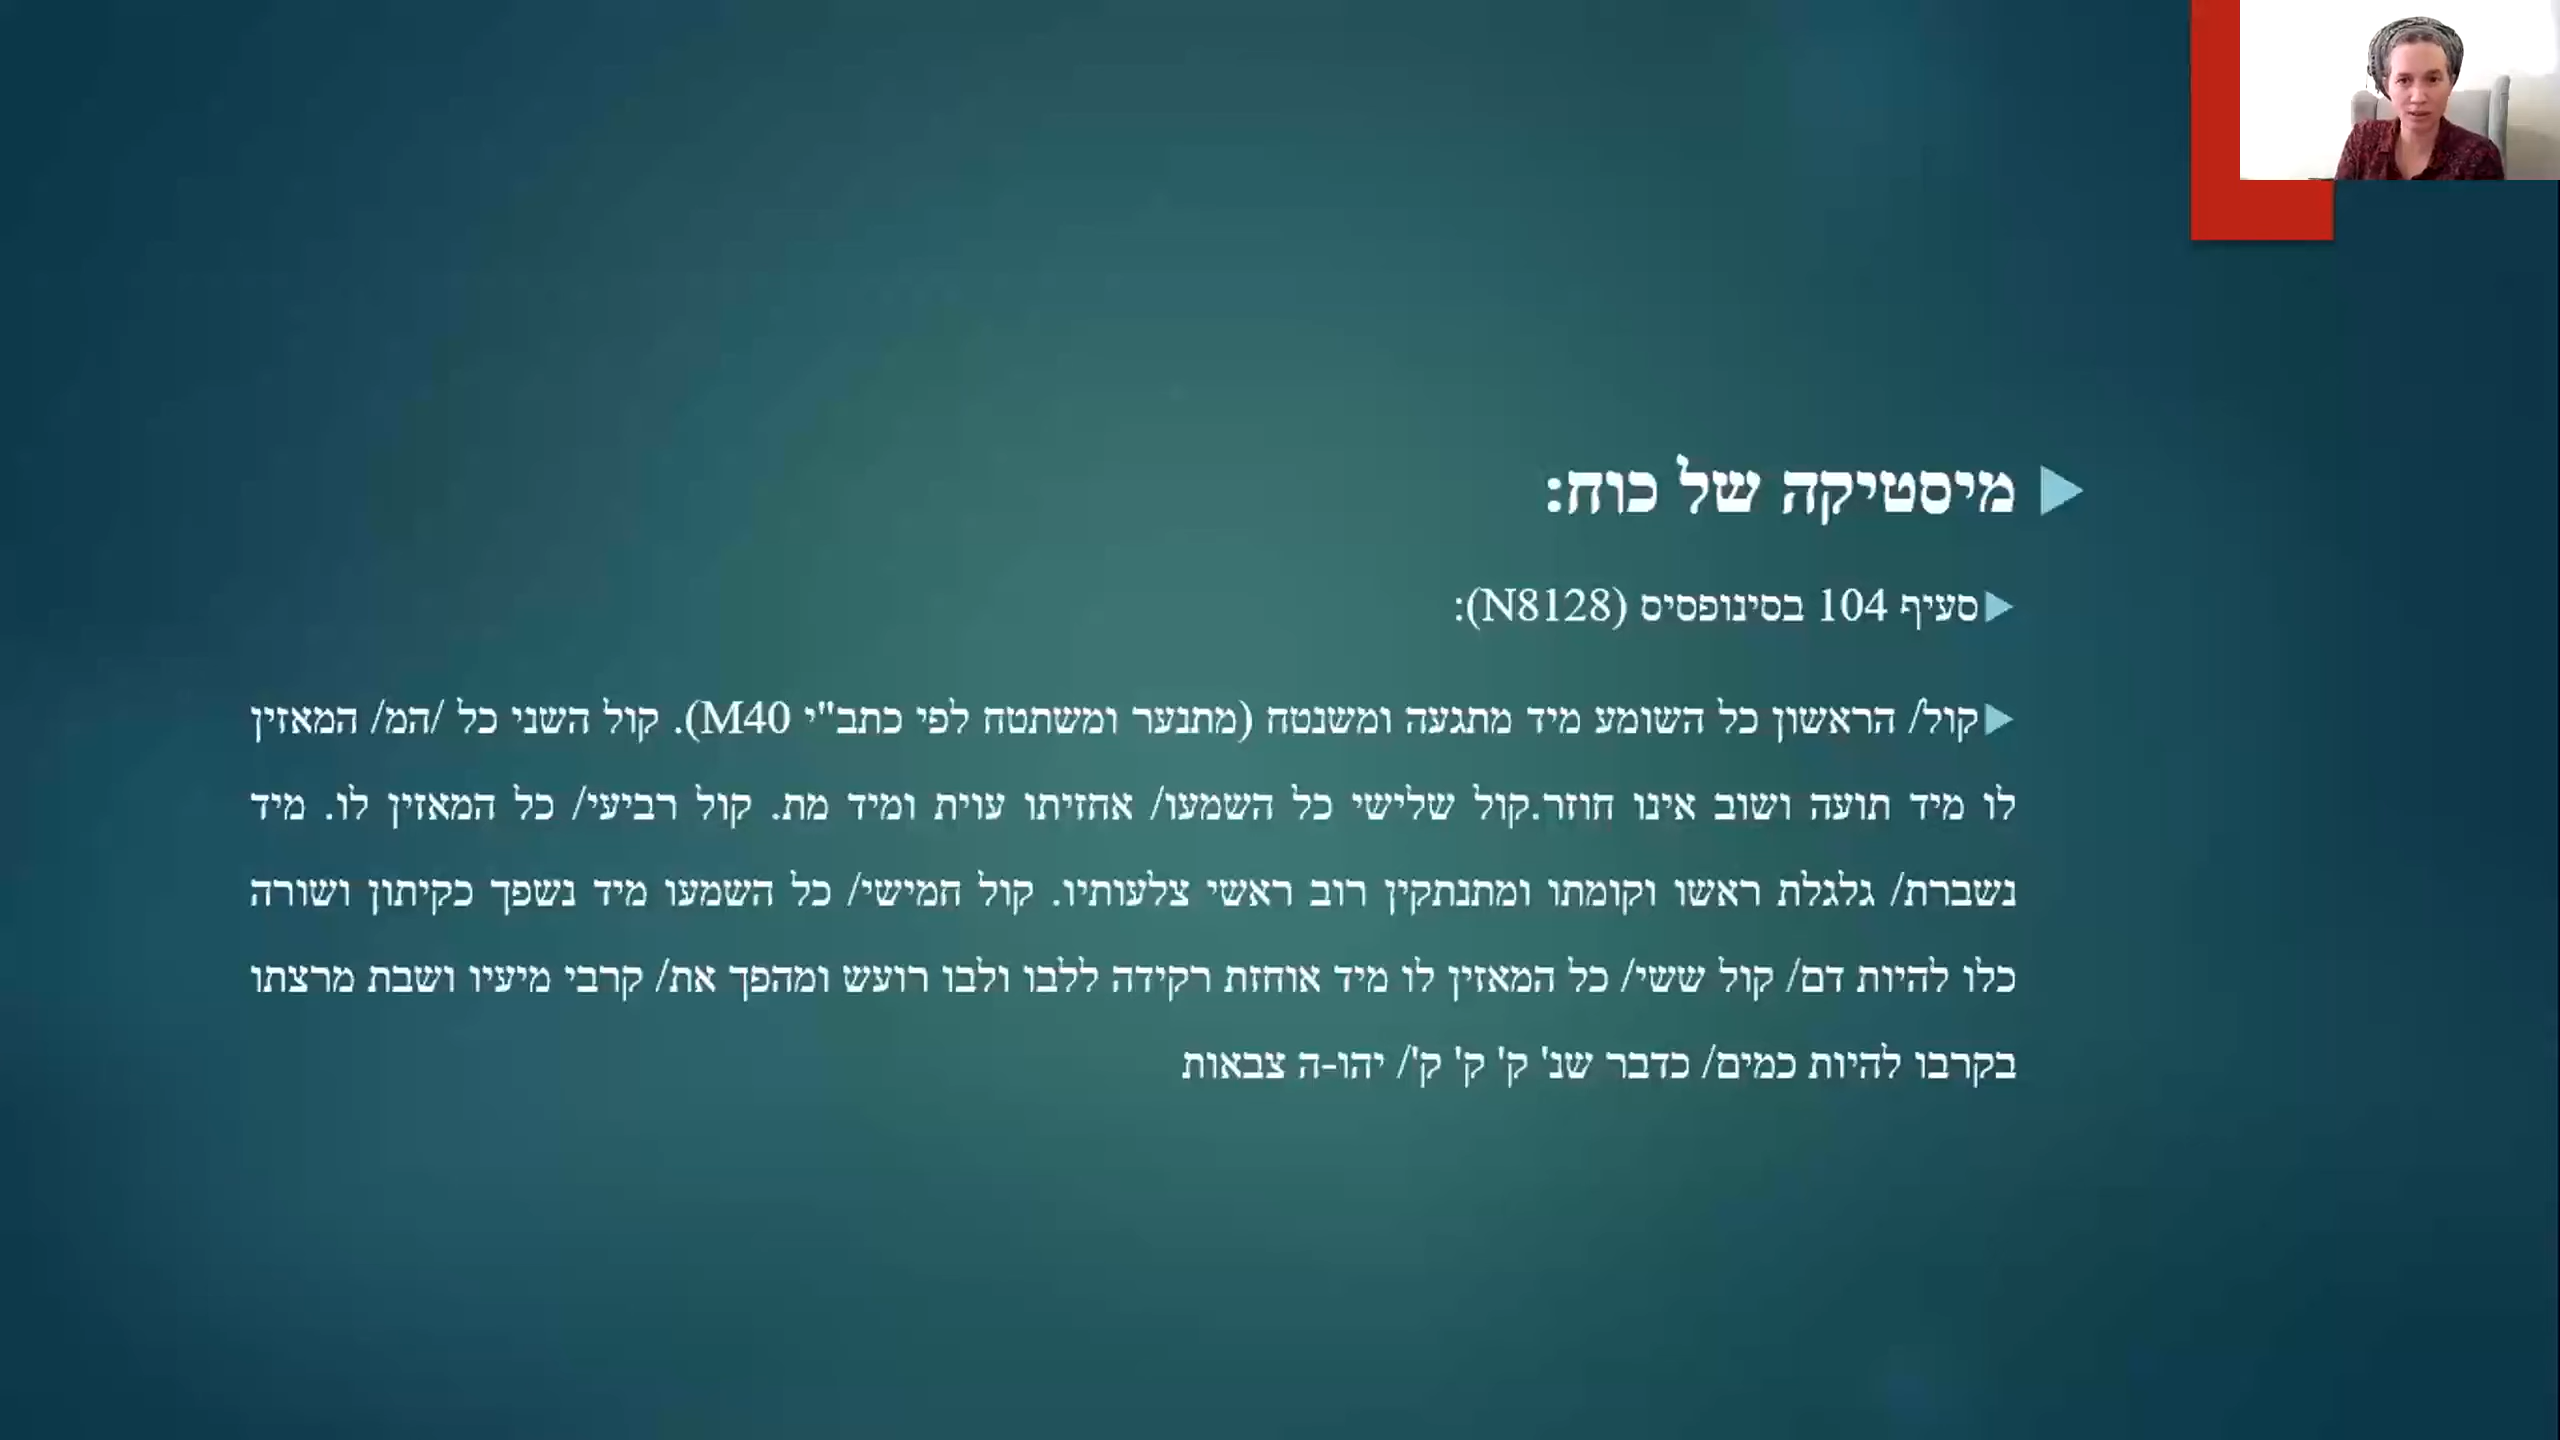 מיסטיקה של כוח:
סעיף 104 בסינופסיס (N8128):
קול/ הראשון כל השומע מיד מתגעה ומשנטח (מתנער ומשתטח לפי כתב"י M40). קול השני כל /המ/ המאזין
לו מיד תועה ושוב אינו חוזר.קול שלישי כל השמעו/ אחזיתו עוית ומיד מת. קול רביעי/ כל המאזין לו. מיד
נשברת/ גלגלת ראשו וקומתו ומתנתקין רוב ראשי צלעותיו. קול חמישי/ כל השמעו מיד נשפך כקיתון ושורה
כלו להיות דם/ קול ששי/ כל המאזין לו מיד אוחזת רקידה ללבו ולבו רועש ומהפך את/ קרבי מיעיו ושבת מרצתו
בקרבו להיות כמים/ כדבר שנ' ק' ק' ק'/ יהו-ה צבאות